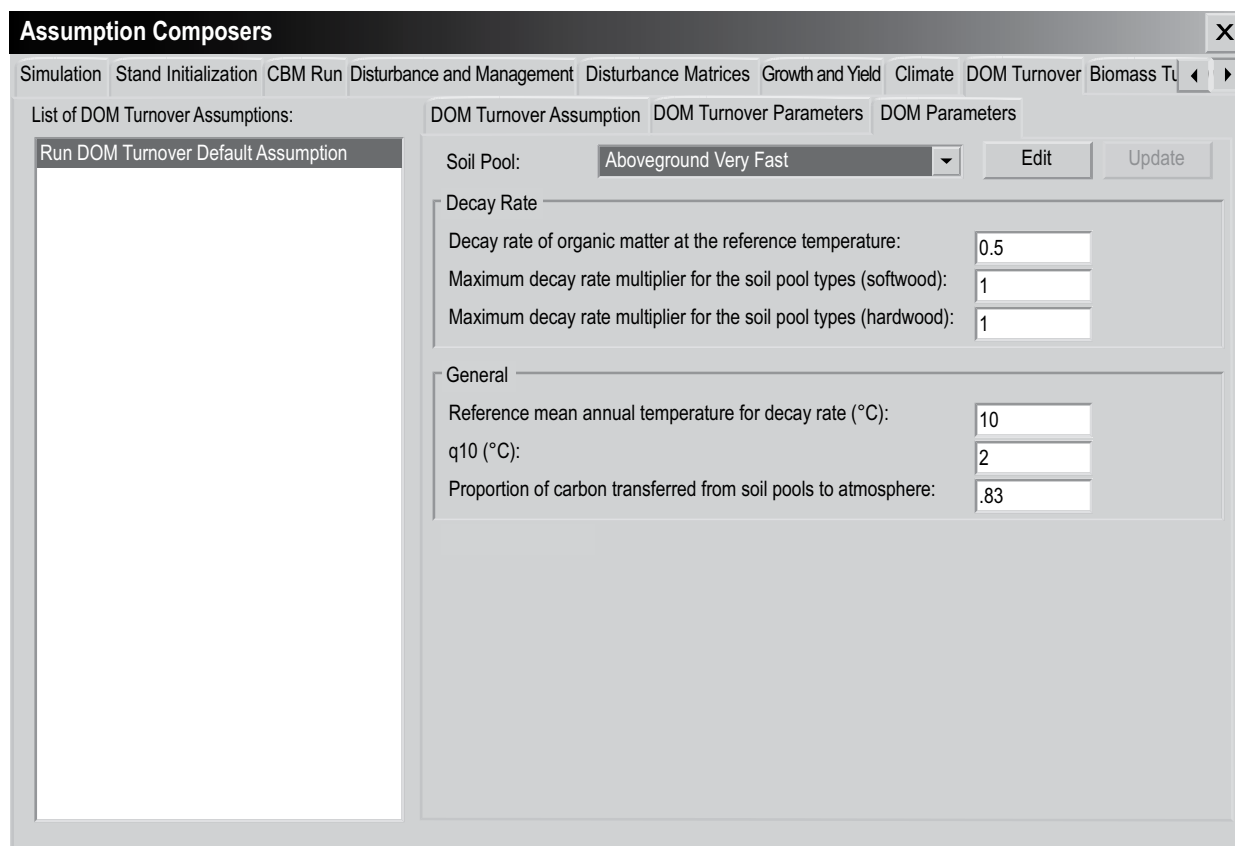 Assumption Composers X
Simulation Stand Initialization CBM Run Disturbance and Management Disturbance Matrices Growth and Yield Climate DOM Turnover Biomass
List of DOM Turnover Assumptions:
Run DOM Turnover Default Assumption
DOM Turnover Assumption DOM Turnover Parameters DOM Parameters
Soil Pool: Aboveground Very Fast Edit Update
Decay Rate
Decay rate of organic matter at the reference temperature: 0.5
Maximum decay rate multiplier for the soil pool types (softwood): 1
Maximum decay rate multiplier for the soil pool types (hardwood): 1
General
Reference mean annual temperature for decay rate (°C): 10
q10 (°C): 2
Proportion of carbon transferred from soil pools to atmosphere: .83